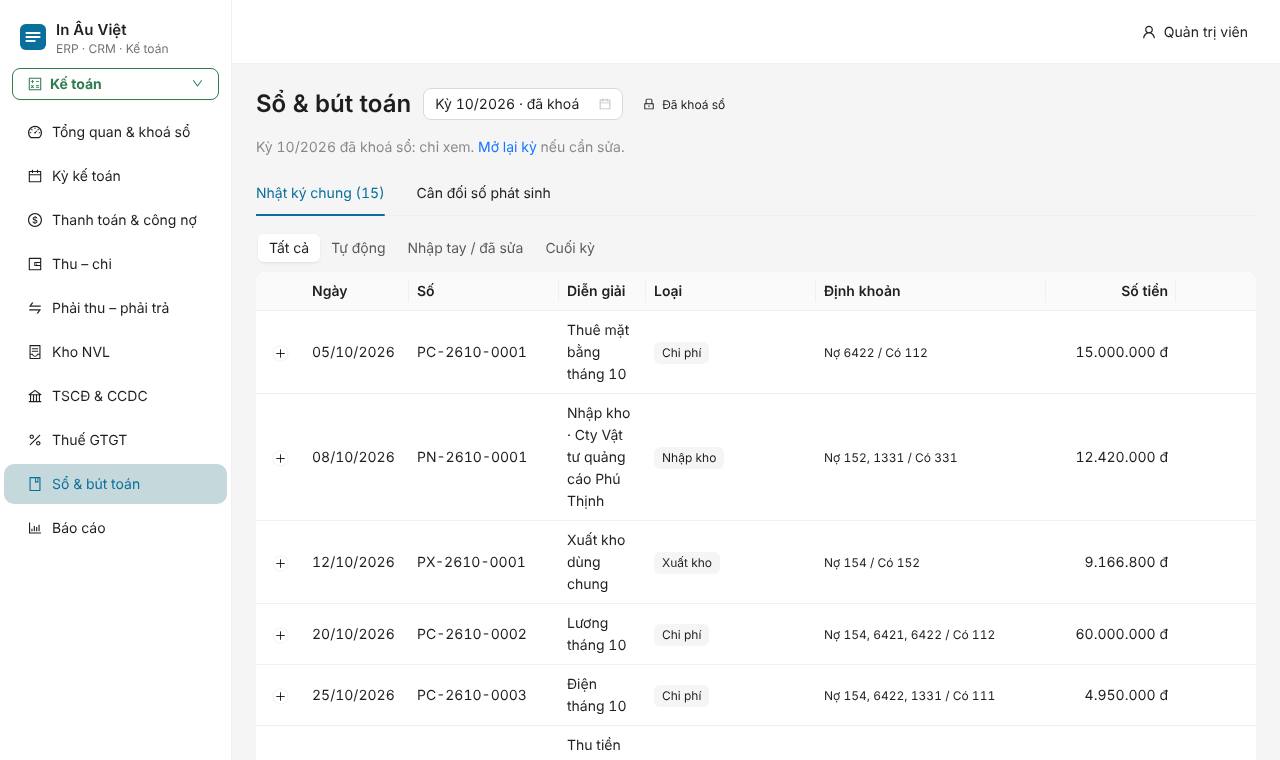 In Âu Việt
ERP · CRM · Kế toán
Kế toán
Tổng quan & khoá sổ
Kỳ kế toán
Thanh toán & công nợ
Thu – chi
Phải thu – phải trả
Kho NVL
TSCĐ & CCDC
Thuế GTGT
Sổ & bút toán
Báo cáo
Quản trị viên
Sổ & bút toán
Kỳ 10/2026 · đã khoá
Đã khoá sổ
Kỳ 10/2026 đã khoá sổ: chỉ xem. Mở lại kỳ nếu cần sửa.
Nhật ký chung (15)
Cân đối số phát sinh
Tất cả
Tự động
Nhập tay / đã sửa
Cuối kỳ
Ngày
Số
Diễn giải
Loại
Định khoản
Số tiền
05/10/2026
PC-2610-0001
Thuê mặt
bằng
tháng 10
Chi phí
Nợ 6422 / Có 112
15.000.000 đ
08/10/2026
PN-2610-0001
Nhập kho
· Cty Vật
tư quảng
cáo Phú
Thịnh
Nhập kho
Nợ 152, 1331 / Có 331
12.420.000 đ
12/10/2026
PX-2610-0001
Xuất kho
dùng
chung
Xuất kho
Nợ 154 / Có 152
9.166.800 đ
20/10/2026
PC-2610-0002
Lương
tháng 10
Chi phí
Nợ 154, 6421, 6422 / Có 112
60.000.000 đ
25/10/2026
PC-2610-0003
Điện
tháng 10
Chi phí
Nợ 154, 6422, 1331 / Có 111
4.950.000 đ
Thu tiền